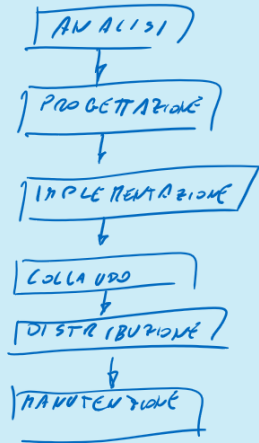 ANALISI
PROGETTAZIONE
IMPLEMENTAZIONE
COLLAUDO
DISTRIBUZIONE
MANUTENZIONE